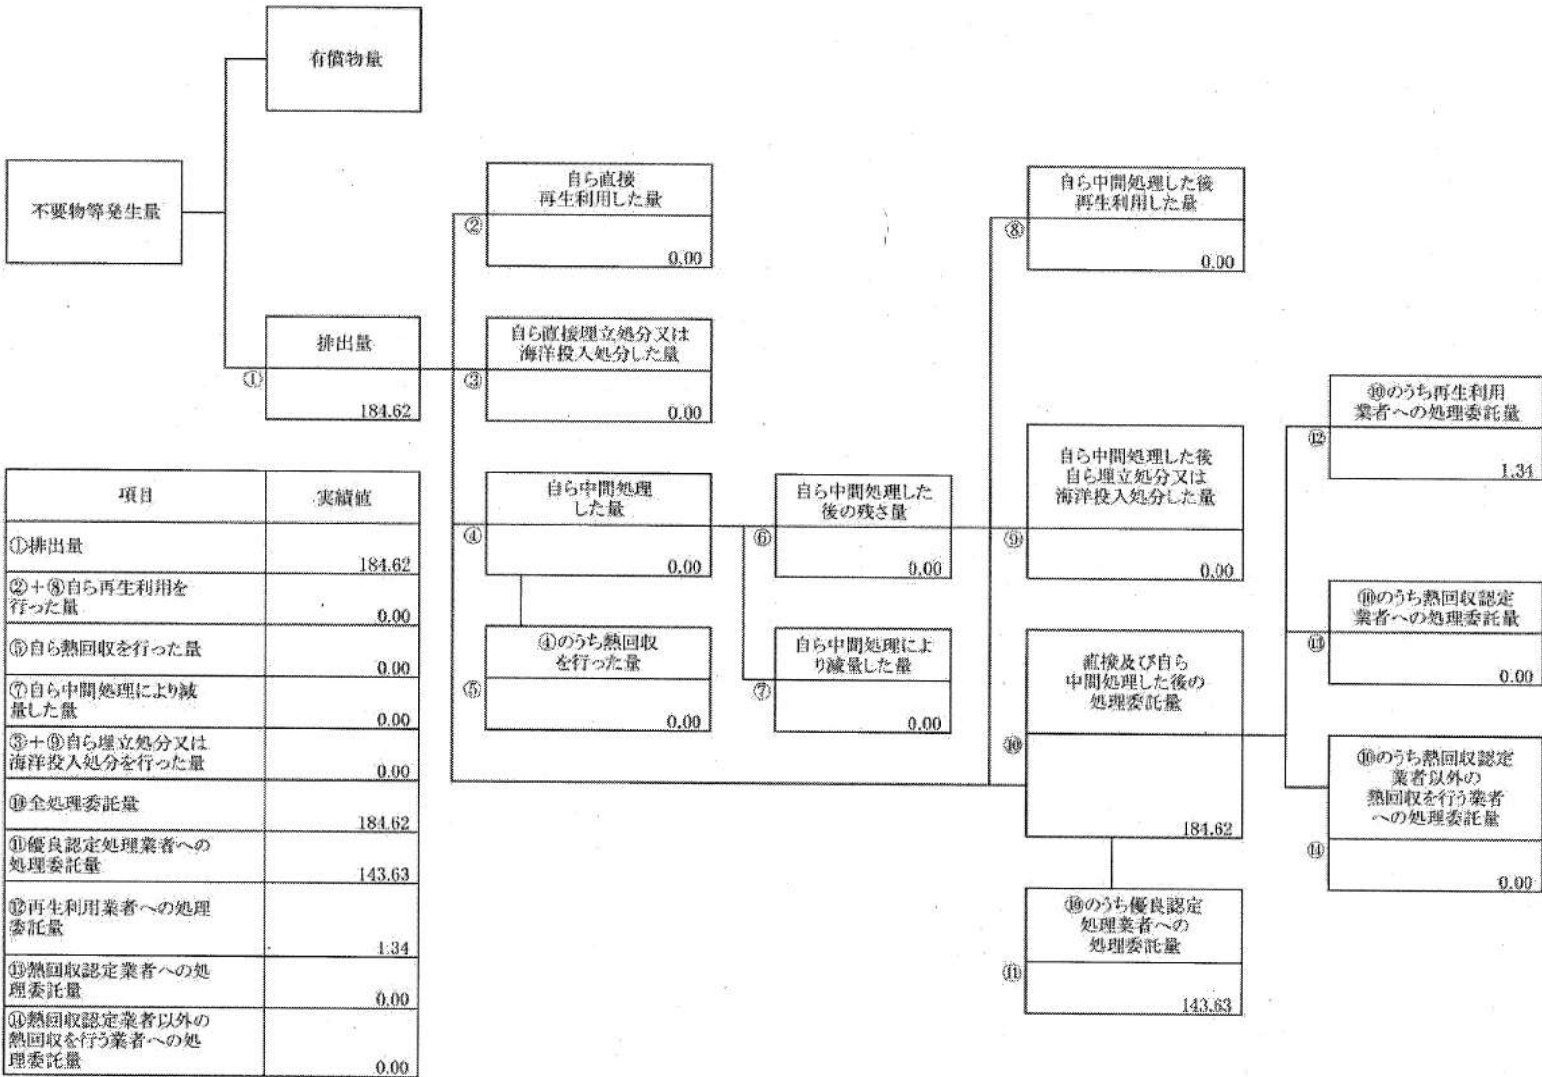 有償物量
不要物等発生量
自ら直接
再生利用した量
②
0.00
自ら中間処理した後
再生利用した量
⑧
0.00
排出量
①
184.62
自ら直接埋立処分又は
海洋投入処分した量
③
0.00
⑩のうち再生利用
業者への処理委託量
⑫
1.34
自ら中間処理
した量
④
0.00
自ら中間処理した
後の残さ量
⑥
0.00
自ら中間処理した後
自ら埋立処分又は
海洋投入処分した量
⑨
0.00
⑩のうち熱回収認定
業者への処理委託量
⑬
0.00
④のうち熱回収
を行った量
⑤
0.00
自ら中間処理によ
り減量した量
⑦
0.00
直接及び自ら
中間処理した後の
処理委託量
⑩
184.62
⑩のうち熱回収認定
業者以外の
熱回収を行う業者
への処理委託量
⑭
0.00
⑩のうち優良認定
処理業者への
処理委託量
⑪
143.63
項目 実績値
①排出量
184.62
②+⑧自ら再生利用を
行った量 0.00
⑤自ら熱回収を行った量
0.00
⑦自ら中間処理により減
量した量 0.00
③+⑨自ら埋立処分又は
海洋投入処分を行った量 0.00
⑩全処理委託量
184.62
⑪優良認定処理業者への
処理委託量 143.63
⑫再生利用業者への処理
委託量 1.34
⑬熱回収認定業者への処
理委託量 0.00
⑭熱回収認定業者以外の
熱回収を行う業者への処
理委託量 0.00